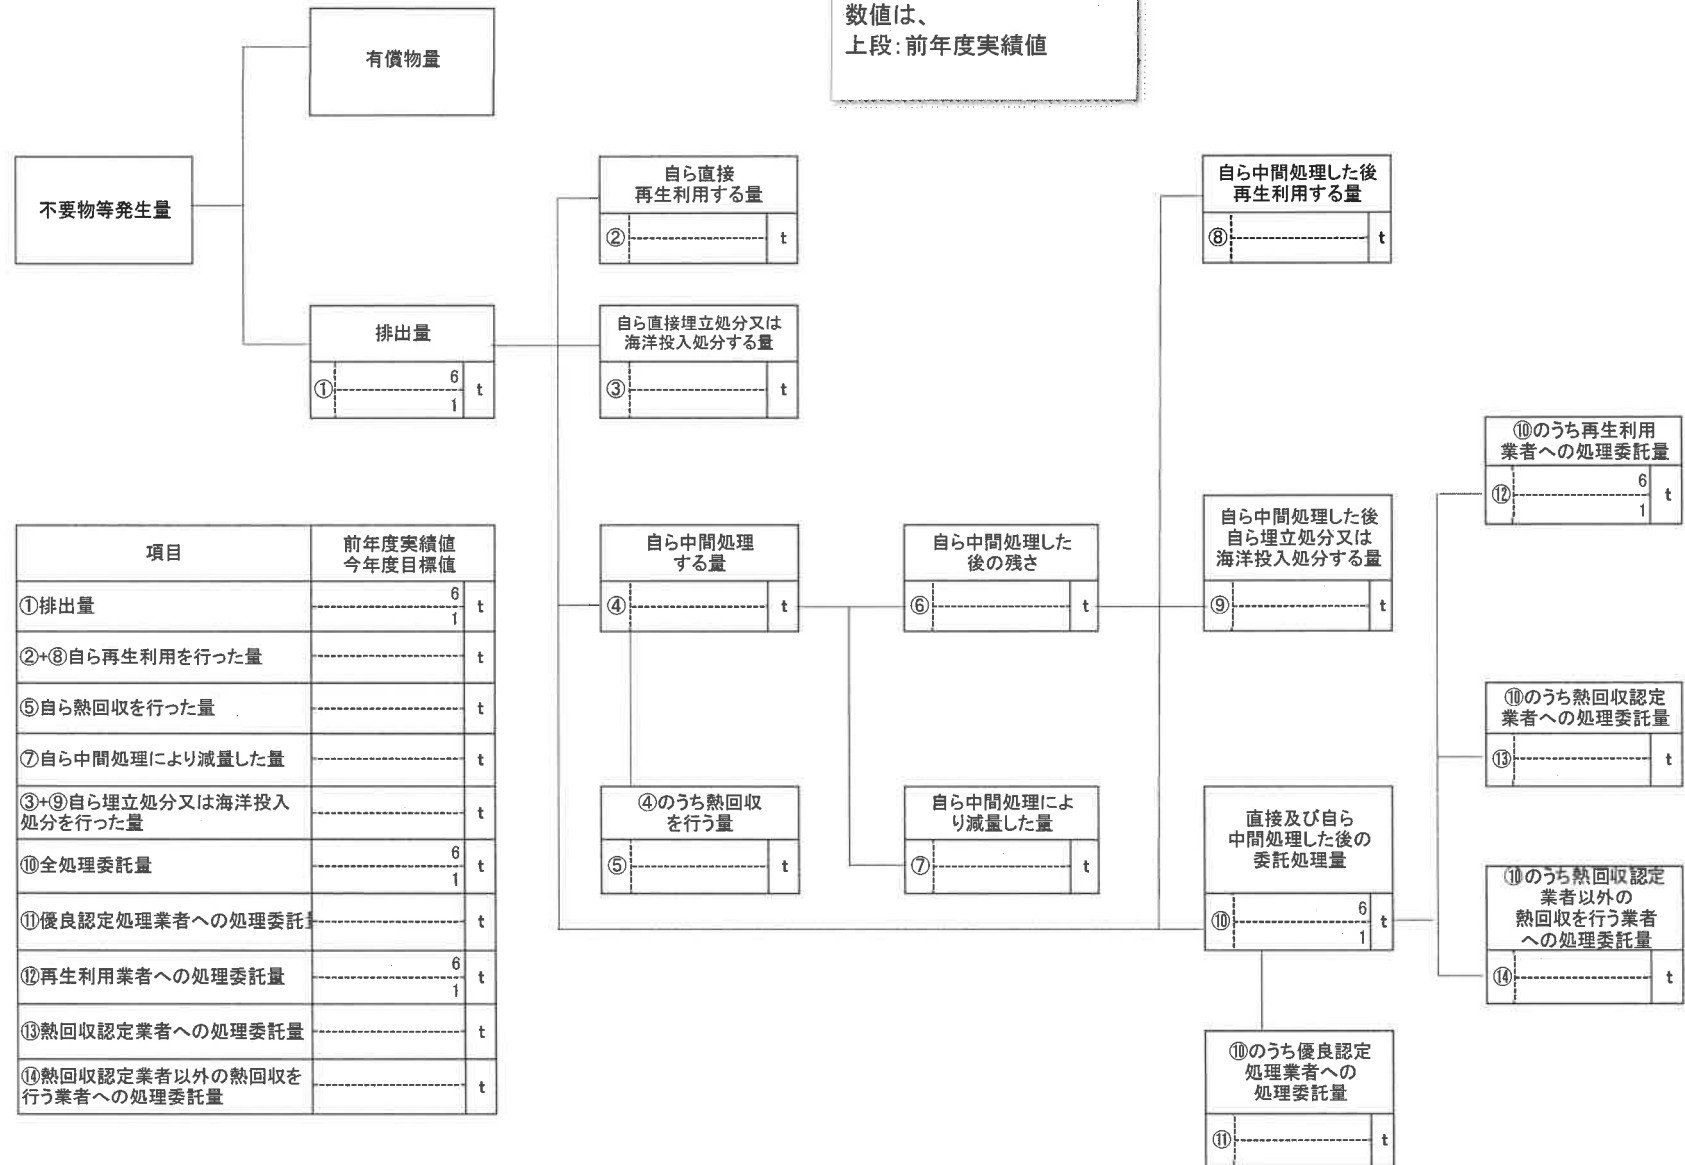 数値は、
上段：前年度実績値
有償物量
不要物等発生量
自ら直接
再生利用する量
② t
自ら中間処理した後
再生利用する量
⑧ t
排出量
① 6 t
1
自ら直接埋立処分又は
海洋投入処分する量
③ t
⑩のうち再生利用
業者への処理委託量
⑫ 6 t
1
自ら中間処理
する量
④ t
自ら中間処理した
後の残さ
⑥ t
自ら中間処理した後
自ら埋立処分又は
海洋投入処分する量
⑨ t
⑩のうち熱回収認定
業者への処理委託量
⑬ t
④のうち熱回収
を行う量
⑤ t
自ら中間処理によ
り減量した量
⑦ t
直接及び自ら
中間処理した後の
委託処理量
⑩ 6 t
1
⑩のうち熱回収認定
業者以外の
熱回収を行う業者
への処理委託量
⑭ t
⑩のうち優良認定
処理業者への
処理委託量
⑪ t
項目 前年度実績値
今年度目標値
①排出量 6 t
1
②+⑧自ら再生利用を行った量 t
⑤自ら熱回収を行った量 t
⑦自ら中間処理により減量した量 t
③+⑨自ら埋立処分又は海洋投入
処分を行った量 t
⑩全処理委託量 6 t
1
⑪優良認定処理業者への処理委託 t
⑫再生利用業者への処理委託量 6 t
1
⑬熱回収認定業者への処理委託量 t
⑭熱回収認定業者以外の熱回収を
行う業者への処理委託量 t